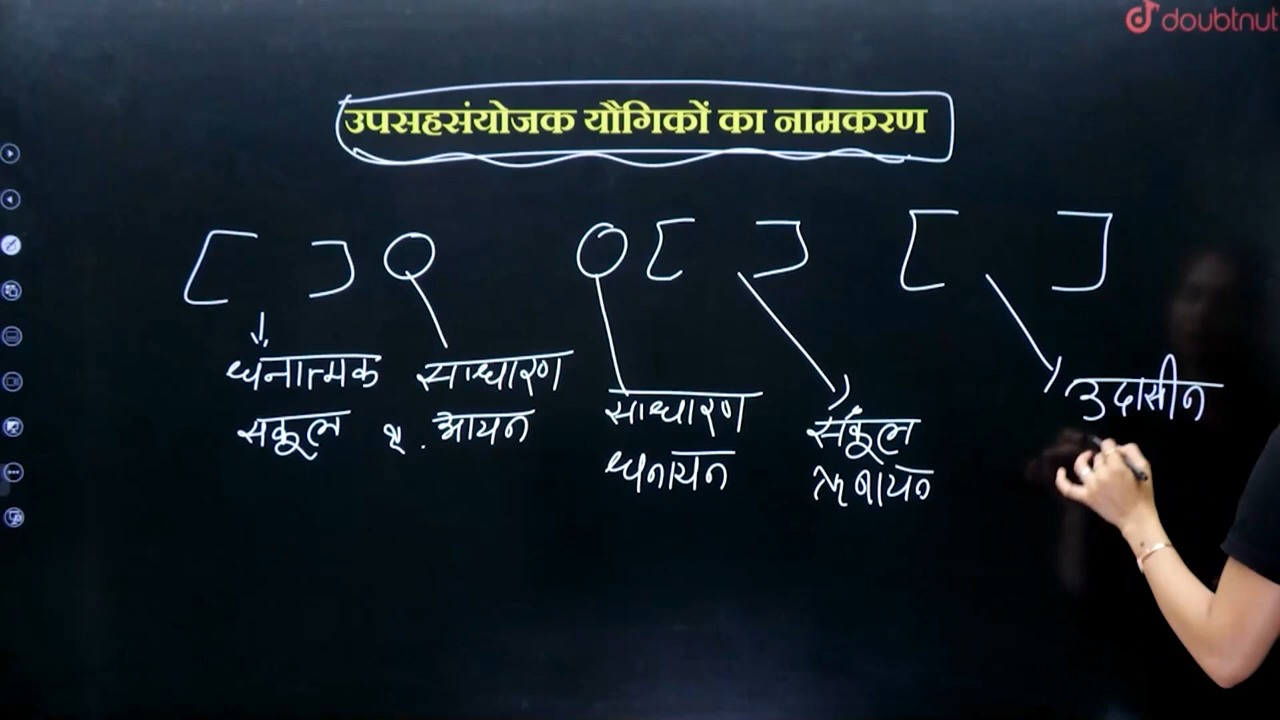 doubtnut
उपसहसंयोजक यौगिकों का नामकरण
धनात्मक साधारण
संकूल आयन
साधारण
धनायन
संकूल
ऋणायन
उदासीन